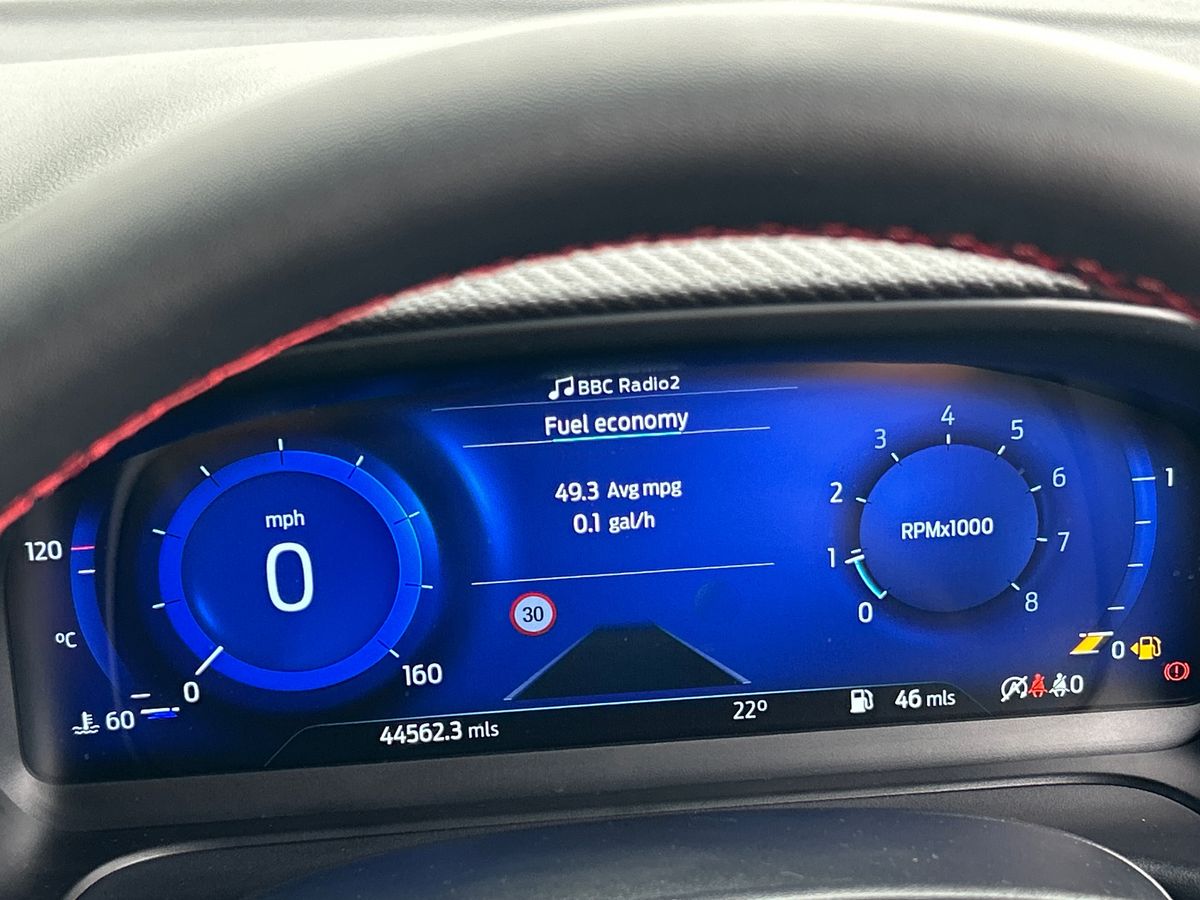 BBC Radio2
Fuel economy
49.3 Avg mpg
0.1 gal/h
mph
0
0
160
120
°C
60
30
RPMx1000
0
1
2
3
4
5
6
7
8
1
0
0
44562.3 mls
22°
46 mls